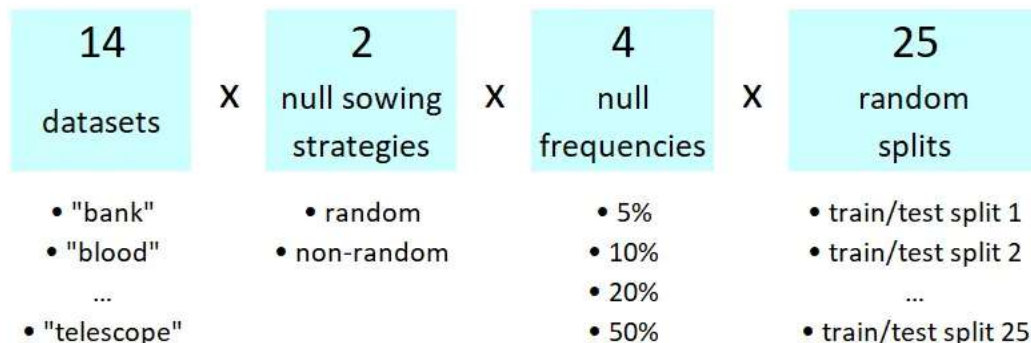 14
datasets
x
2
null sowing
strategies
x
4
null
frequencies
x
25
random
splits
• "bank"
• "blood"
...
• "telescope"
• random
• non-random
• 5%
• 10%
• 20%
• 50%
• train/test split 1
• train/test split 2
...
• train/test split 25